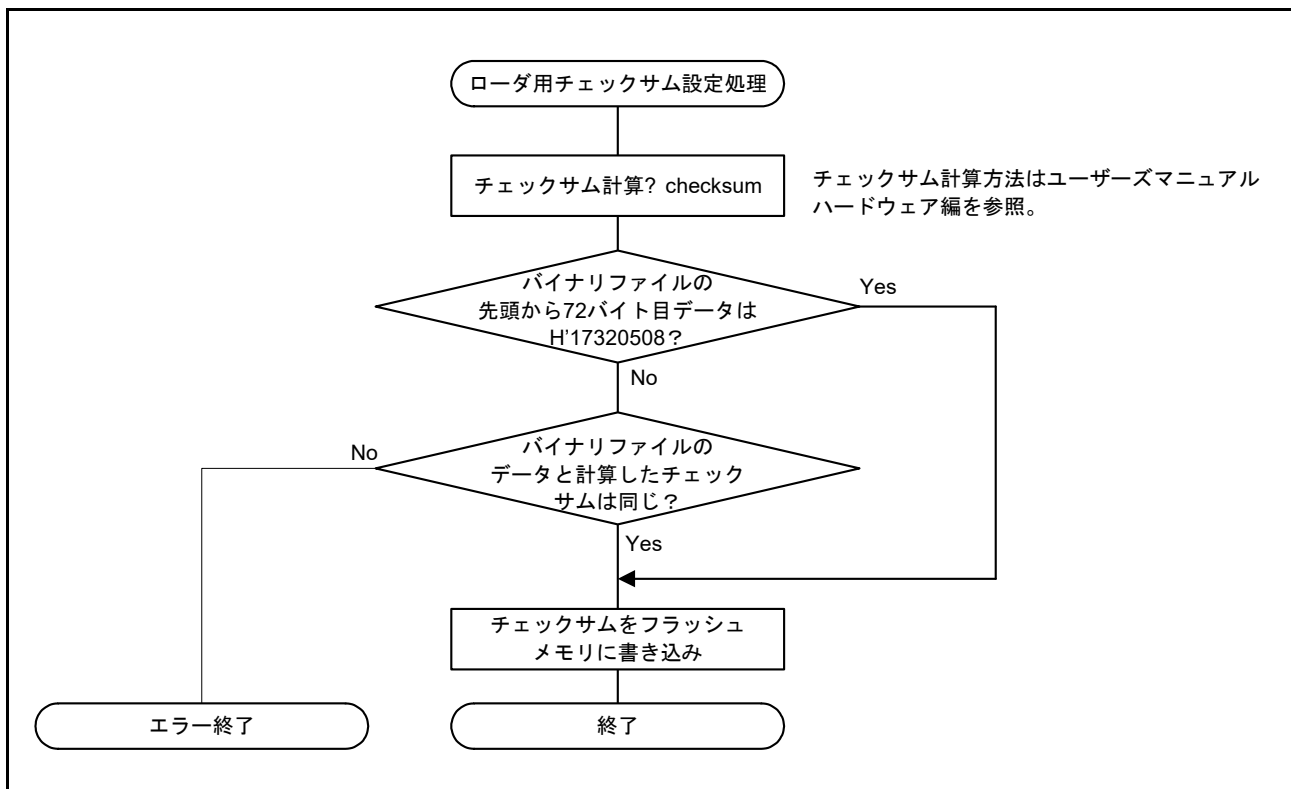 ローダ用チェックサム設定処理
チェックサム計算? checksum
チェックサム計算方法はユーザーズマニュアル
ハードウェア編を参照。
バイナリファイルの
先頭から72バイト目データは
H’17320508？
Yes
No
バイナリファイルの
データと計算したチェック
サムは同じ？
No
Yes
チェックサムをフラッシュ
メモリに書き込み
エラー終了
終了